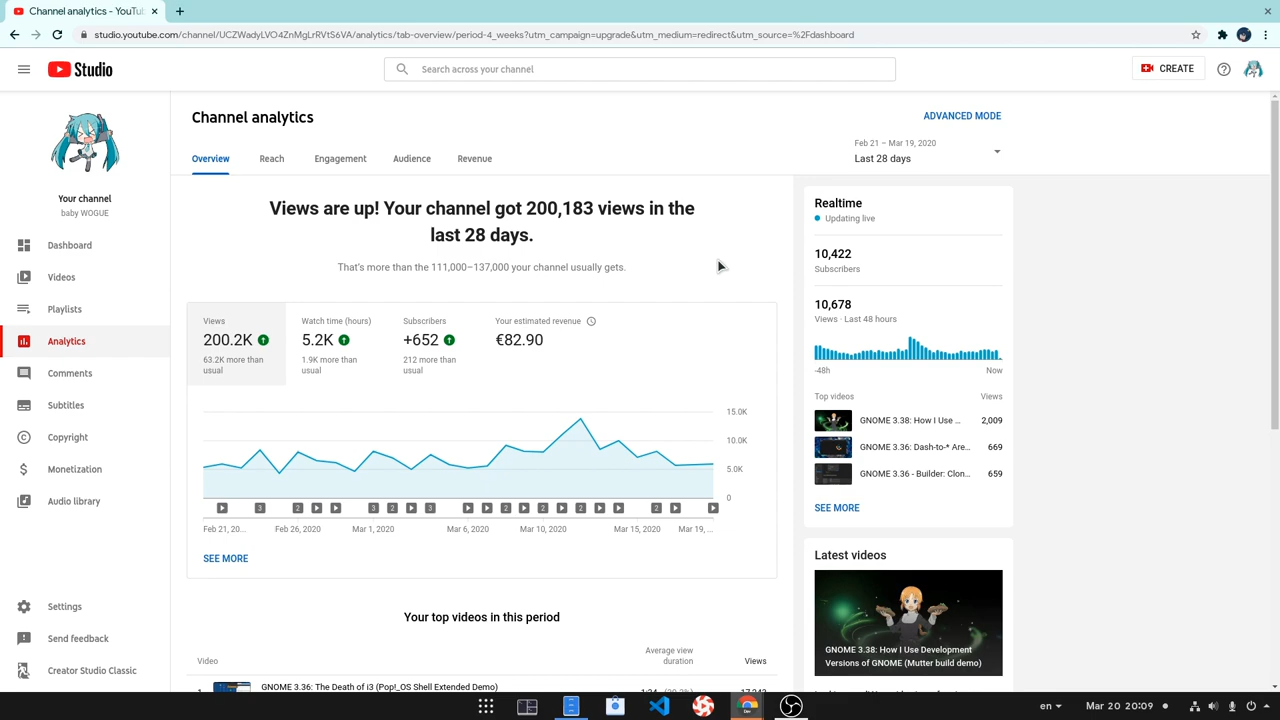 Channel analytics - YouTu
studio.youtube.com/channel/UCZWadyLVO4ZnMgLrRVtS6VA/analytics/tab-overview/period-4_weeks?utm_campaign=upgrade&utm_medium=redirect&utm_source=%2Fdashboard
Studio
Search across your channel
CREATE
Your channel
baby WOGUE
Dashboard
Videos
Playlists
Analytics
Comments
Subtitles
Copyright
Monetization
Audio library
Settings
Send feedback
Creator Studio Classic
Channel analytics
ADVANCED MODE
Overview
Reach
Engagement
Audience
Revenue
Feb 21 – Mar 19, 2020
Last 28 days
Views are up! Your channel got 200,183 views in the
last 28 days.
That's more than the 111,000–137,000 your channel usually gets.
Views
200.2K
63.2K more than
usual
Watch time (hours)
5.2K
1.9K more than
usual
Subscribers
+652
212 more than
usual
Your estimated revenue
€82.90
15.0K
10.0K
5.0K
0
3 2 3 2 3 2 2 2 2
Feb 21, 20... Feb 26, 2020 Mar 1, 2020 Mar 6, 2020 Mar 10, 2020 Mar 15, 2020 Mar 19, ...
SEE MORE
Your top videos in this period
Video
Average view
duration
Views
1 GNOME 3.36: The Death of i3 (Pop!_OS Shell Extended Demo)
Realtime
Updating live
10,422
Subscribers
10,678
Views · Last 48 hours
-48h Now
Top videos Views
GNOME 3.38: How I Use ... 2,009
GNOME 3.36: Dash-to-* Are... 669
GNOME 3.36 - Builder: Clon... 659
SEE MORE
Latest videos
GNOME 3.38: How I Use Development
Versions of GNOME (Mutter build demo)
en
Mar 20 20:09